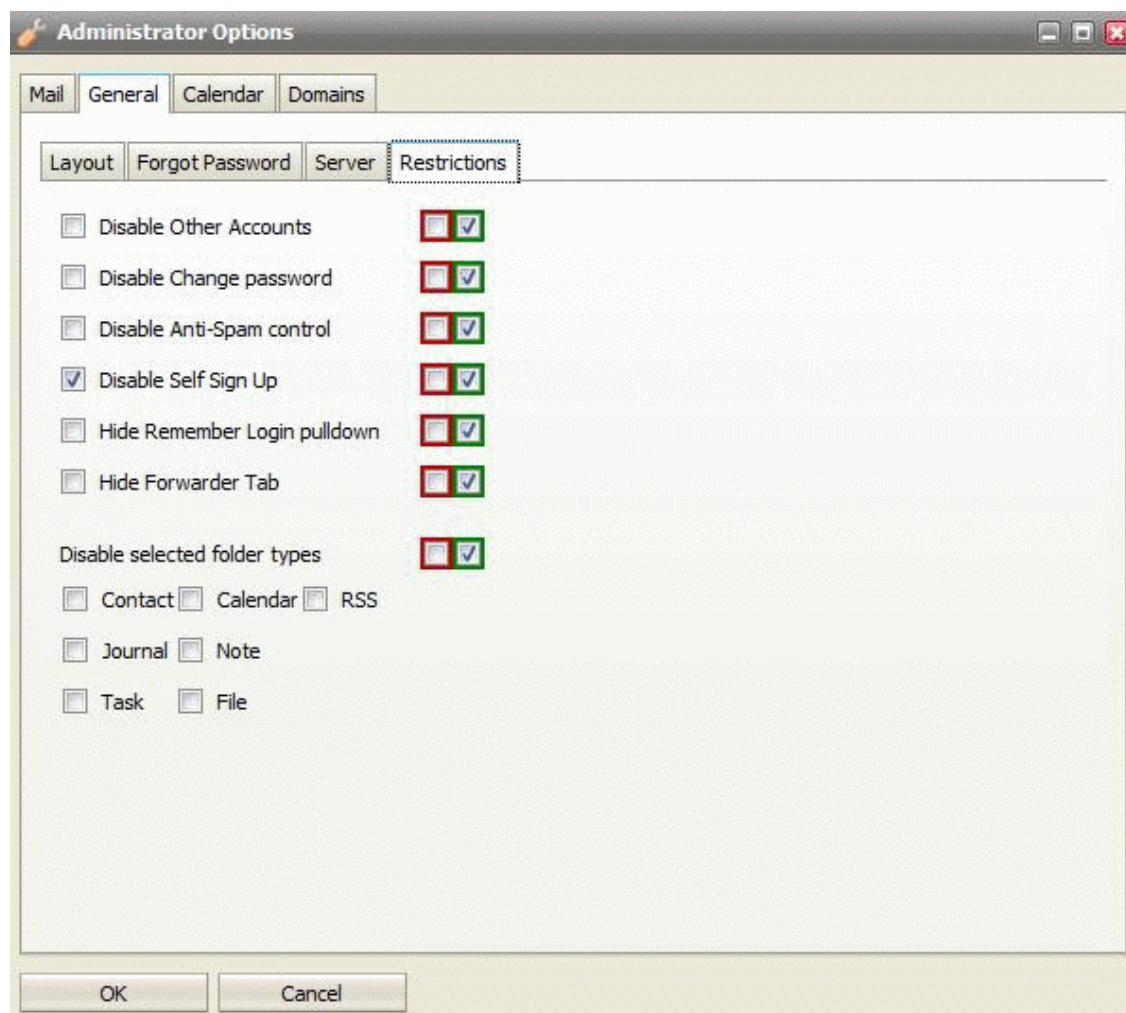 Administrator Options
Mail General Calendar Domains
Layout Forgot Password Server Restrictions
Disable Other Accounts
Disable Change password
Disable Anti-Spam control
Disable Self Sign Up
Hide Remember Login pulldown
Hide Forwarder Tab
Disable selected folder types
Contact Calendar RSS
Journal Note
Task File
OK Cancel